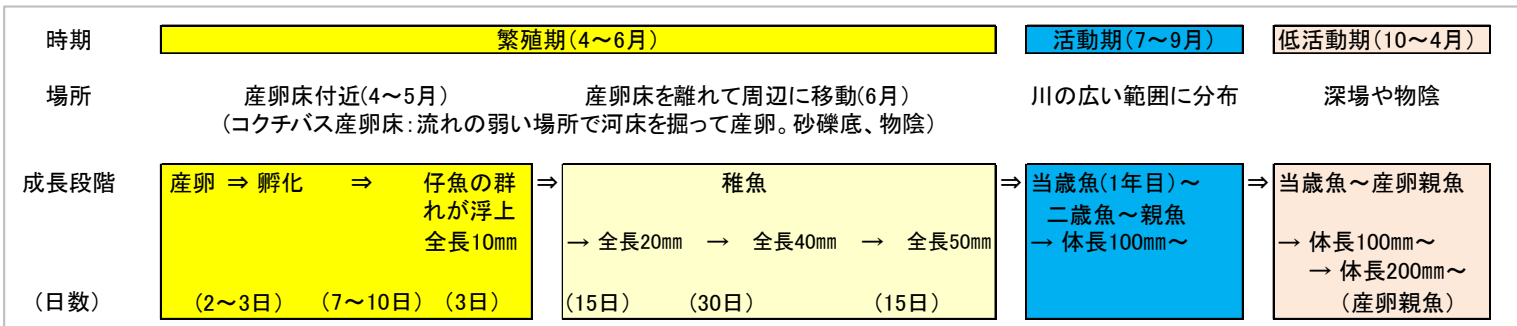 時期 繁殖期(4～6月) 活動期(7～9月) 低活動期(10～4月)
場所 産卵床付近(4～5月) 産卵床を離れて周辺に移動(6月) 川の広い範囲に分布 深場や物陰
(コクチバス産卵床:流れの弱い場所で河床を掘って産卵。砂礫底、物陰)
成長段階 産卵 ⇒ 孵化 ⇒ 仔魚の群 ⇒ 稚魚 ⇒ 当歳魚(1年目)～ ⇒ 当歳魚～産卵親魚
れが浮上 二歳魚～親魚
全長10㎜ → 全長20㎜ → 全長40㎜ → 全長50㎜ → 体長100㎜～ → 体長100㎜～
→ 体長200㎜～
(日数) (2～3日) (7～10日) (3日) (15日) (30日) (15日) (産卵親魚)